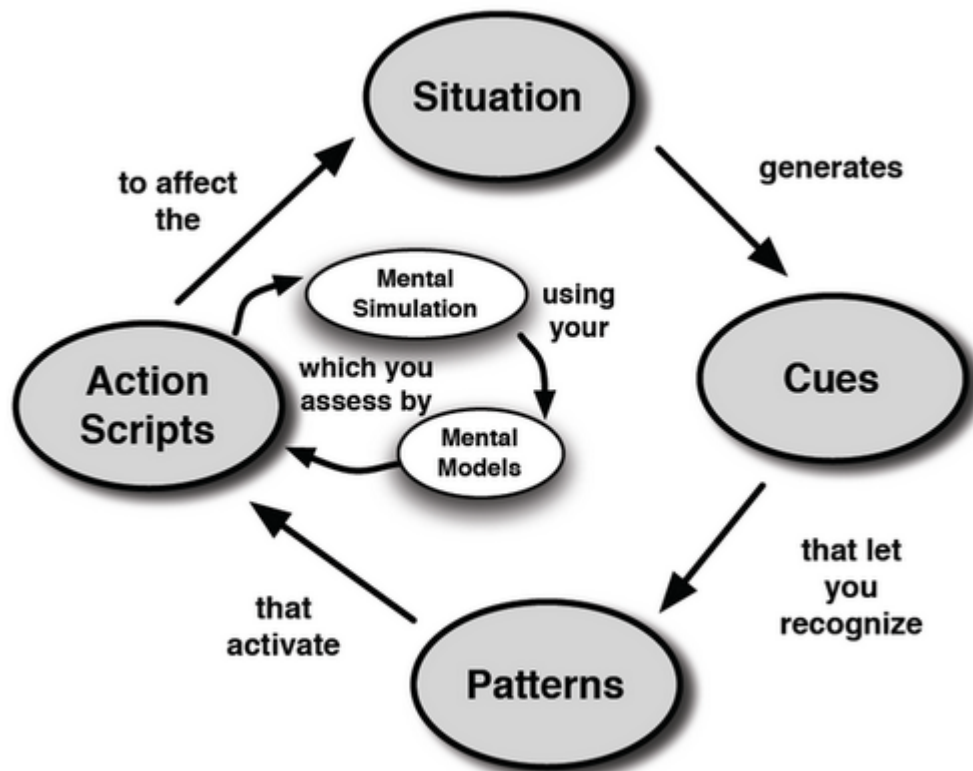 Situation
generates
Cues
that let
you
recognize
Patterns
that
activate
Action
Scripts
which you
assess by
Mental
Simulation
using
your
Mental
Models
to affect
the